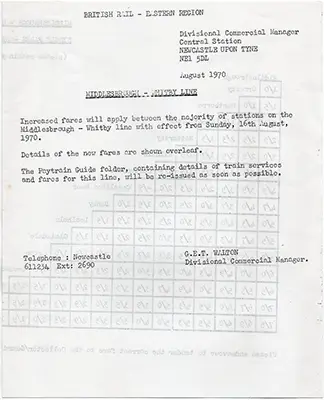 BRITISH RAIL - EASTERN REGION
Divisional Commercial Manager
Central Station
NEWCASTLE UPON TYNE
NE1 5DL
August 1970
MIDDLESBROUGH - WHITBY LINE
Increased fares will apply between the majority of stations on the
Middlesbrough - Whitby line with effect from Sunday, 16th August,
1970.
Details of the new fares are shown overleaf.
The Paytrain Guide folder, containing details of train services
and fares for this line, will be re-issued as soon as possible.
Telephone : Newcastle
611234 Ext: 2690
G.E.T. WALTON
Divisional Commercial Manager.